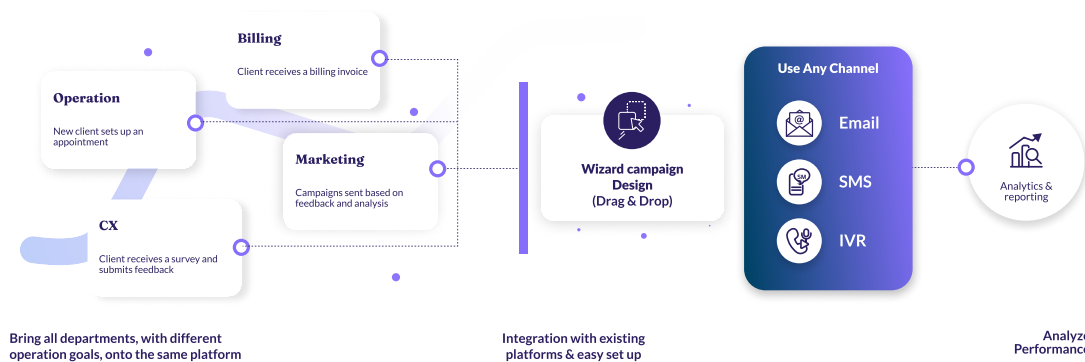 Billing
Client receives a billing invoice
Operation
New client sets up an
appointment
Marketing
Campaigns sent based on
feedback and analysis
CX
Client receives a survey and
submits feedback
Wizard campaign
Design
(Drag & Drop)
Use Any Channel
@
Email
SM
SMS
IVR
Analytics &
reporting
Bring all departments, with different
operation goals, onto the same platform
Integration with existing
platforms & easy set up
Analyze
Performance